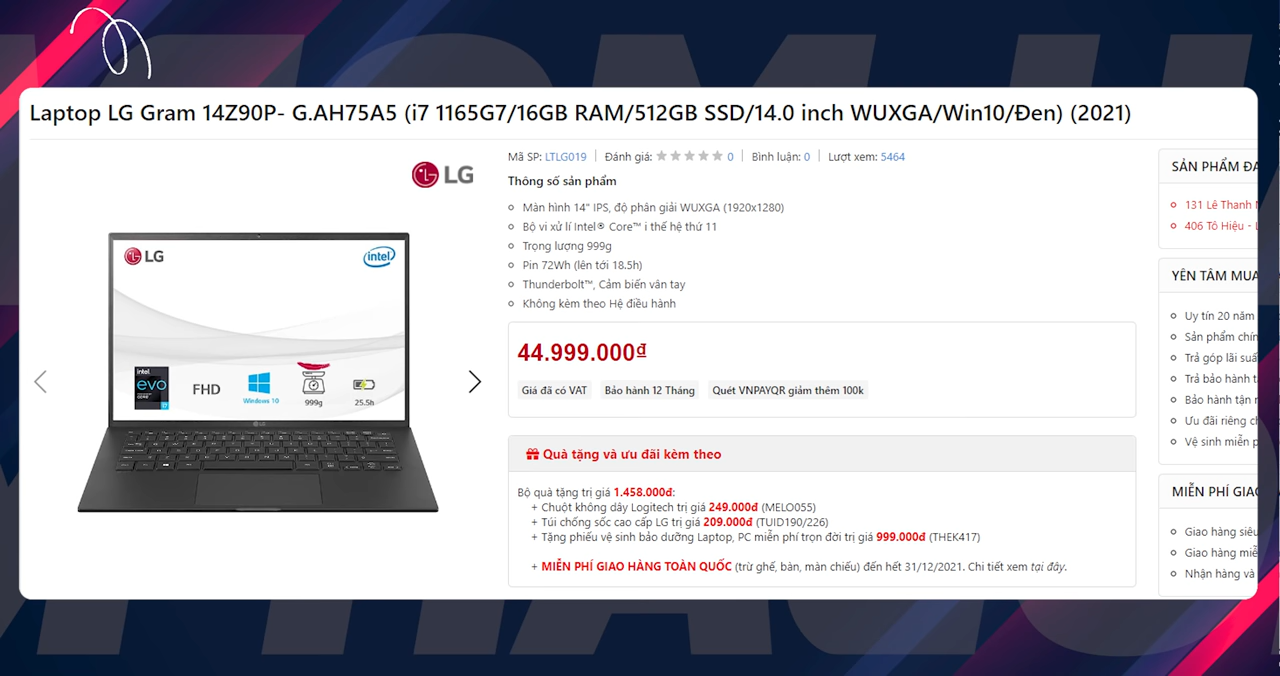 Laptop LG Gram 14Z90P- G.AH75A5 (i7 1165G7/16GB RAM/512GB SSD/14.0 inch WUXGA/Win10/Đen) (2021)
LG
LG
intel
intel
evo
CORE
i7
FHD
Windows 10
999g
25.5h
LG
Mã SP: LTLG019 | Đánh giá: 0 | Bình luận: 0 | Lượt xem: 5464
Thông số sản phẩm
Màn hình 14" IPS, độ phân giải WUXGA (1920x1280)
Bộ vi xử lí Intel® Core™ i thế hệ thứ 11
Trọng lượng 999g
Pin 72Wh (lên tới 18.5h)
Thunderbolt™, Cảm biến vân tay
Không kèm theo Hệ điều hành
44.999.000đ
Giá đã có VAT Bảo hành 12 Tháng Quét VNPAYQR giảm thêm 100k
Quà tặng và ưu đãi kèm theo
Bộ quà tặng trị giá 1.458.000đ:
+ Chuột không dây Logitech trị giá 249.000đ (MELO055)
+ Túi chống sốc cao cấp LG trị giá 209.000đ (TUID190/226)
+ Tặng phiếu vệ sinh bảo dưỡng Laptop, PC miễn phí trọn đời trị giá 999.000đ (THEK417)
+ MIỄN PHÍ GIAO HÀNG TOÀN QUỐC (trừ ghế, bàn, màn chiếu) đến hết 31/12/2021. Chi tiết xem tại đây.
SẢN PHẨM ĐA
131 Lê Thanh
406 Tô Hiệu -
YÊN TÂM MUA
Uy tín 20 năm
Sản phẩm chín
Trả góp lãi suấ
Trả bảo hành t
Bảo hành tận
Ưu đãi riêng ch
Vệ sinh miễn p
MIỄN PHÍ GIAO
Giao hàng siêu
Giao hàng miễ
Nhận hàng và